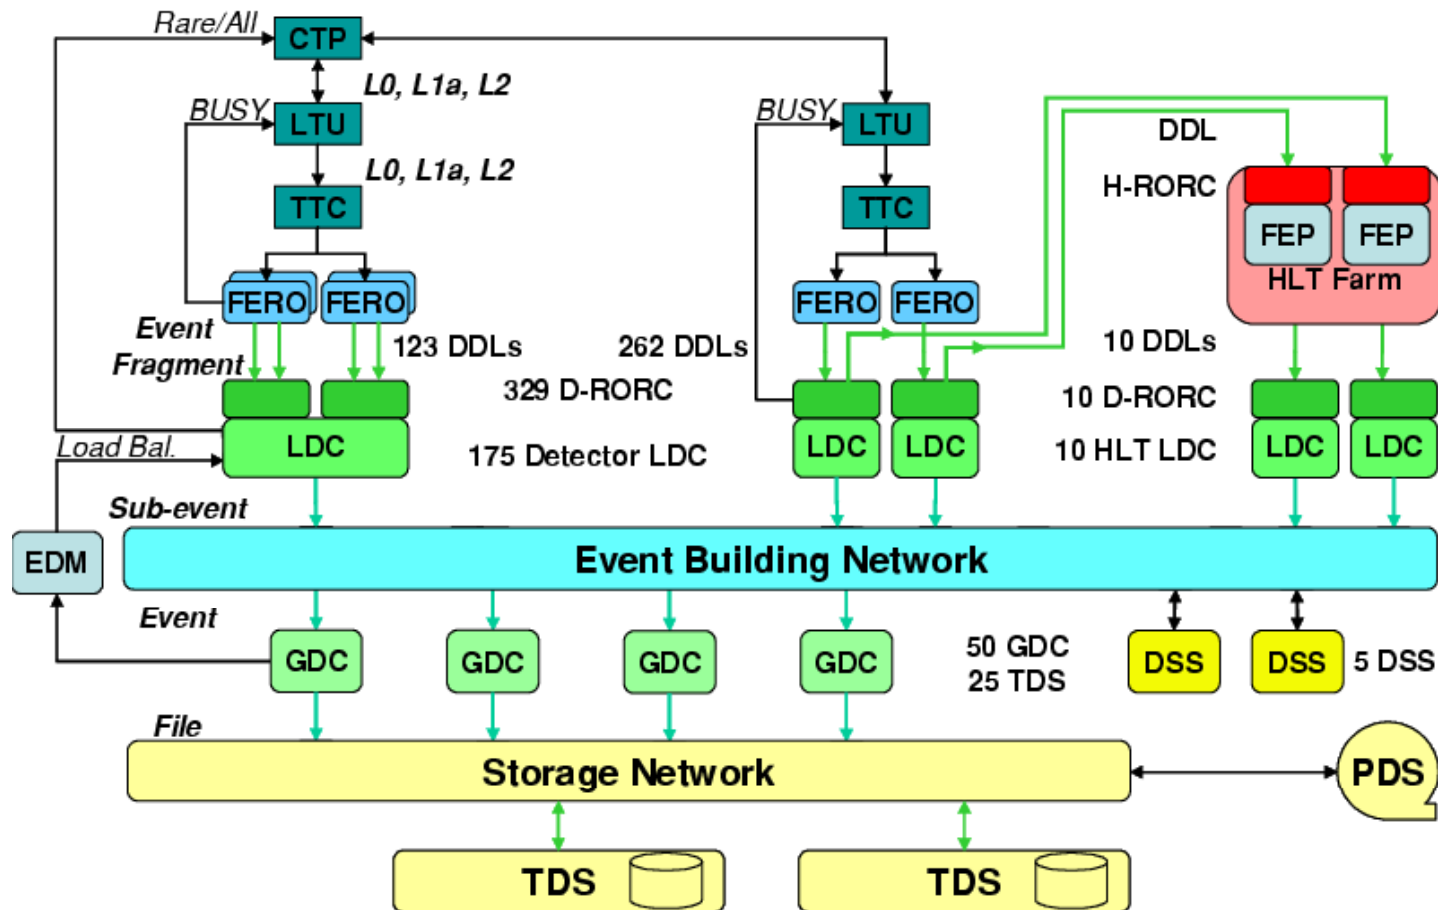 Rare/All
CTP
L0, L1a, L2
BUSY
LTU
BUSY
LTU
DDL
L0, L1a, L2
TTC
TTC
H-RORC
FEP
FEP
HLT Farm
FERO
FERO
FERO
FERO
Event
Fragment
123 DDLs
262 DDLs
10 DDLs
329 D-RORC
10 D-RORC
Load Bal.
LDC
175 Detector LDC
LDC
LDC
10 HLT LDC
LDC
LDC
Sub-event
EDM
Event Building Network
Event
GDC
GDC
GDC
GDC
50 GDC
25 TDS
DSS
DSS
5 DSS
File
Storage Network
PDS
TDS
TDS